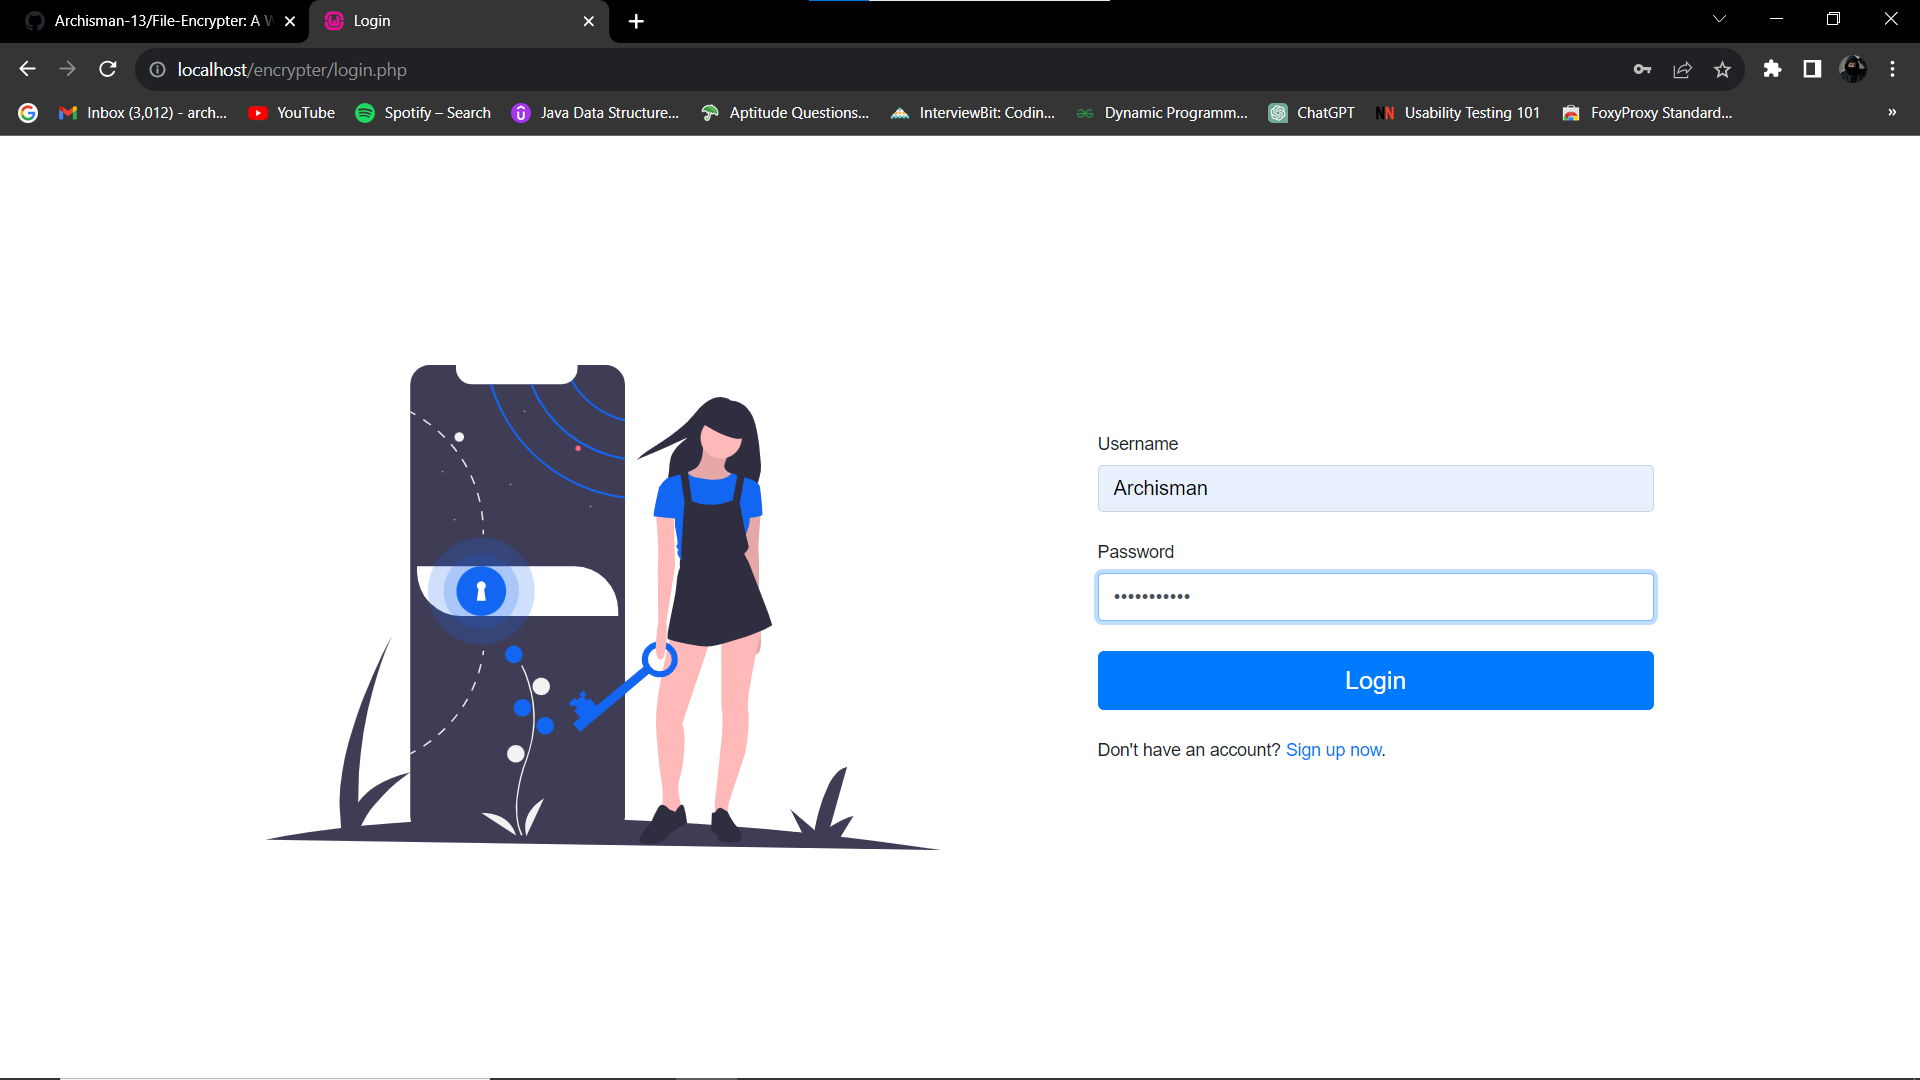 Archisman-13/File-Encrypter: A W
Login
localhost/encrypter/login.php
Inbox (3,012) - arch...
YouTube
Spotify – Search
Java Data Structure...
Aptitude Questions...
InterviewBit: Codin...
Dynamic Programm...
ChatGPT
Usability Testing 101
FoxyProxy Standard...
»
Username
Archisman
Password
•••••••••••
Login
Don't have an account? Sign up now.